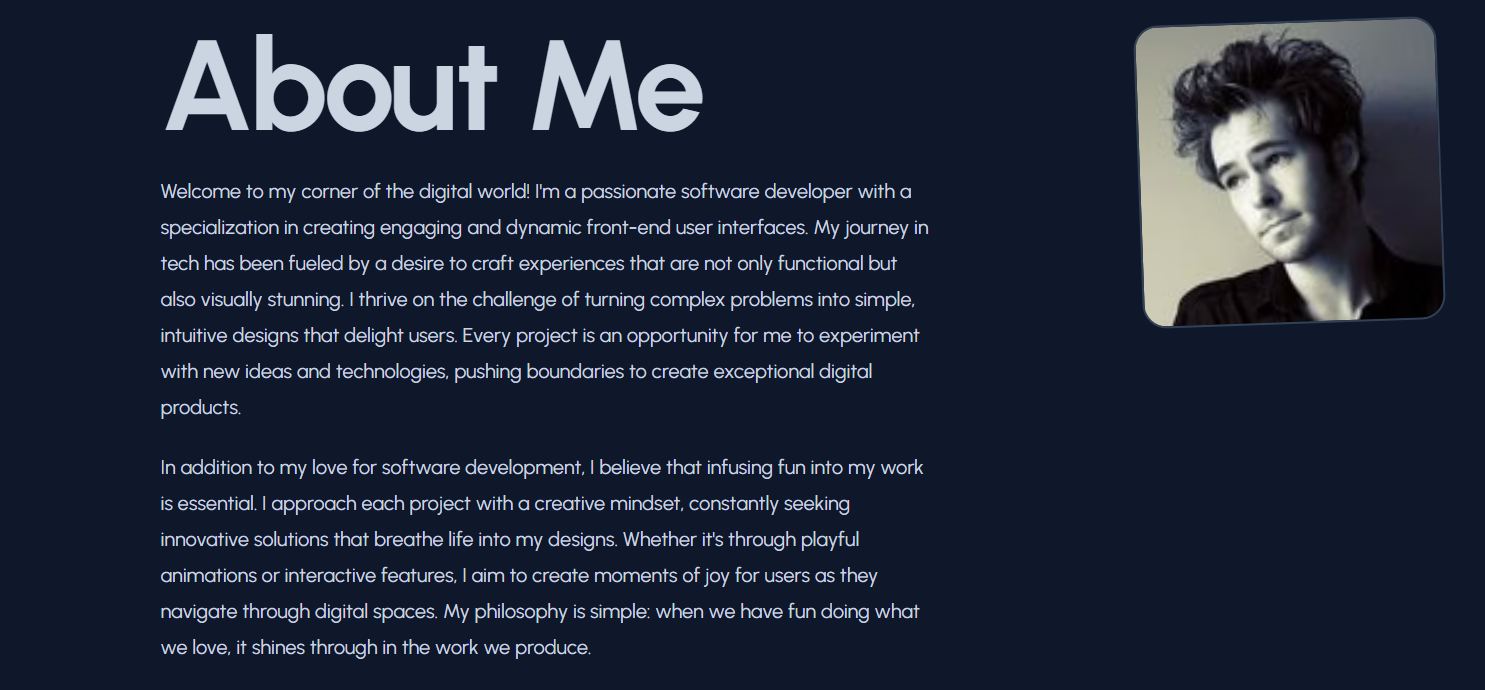 About Me
Welcome to my corner of the digital world! I'm a passionate software developer with a
specialization in creating engaging and dynamic front-end user interfaces. My journey in
tech has been fueled by a desire to craft experiences that are not only functional but
also visually stunning. I thrive on the challenge of turning complex problems into simple,
intuitive designs that delight users. Every project is an opportunity for me to experiment
with new ideas and technologies, pushing boundaries to create exceptional digital
products.
In addition to my love for software development, I believe that infusing fun into my work
is essential. I approach each project with a creative mindset, constantly seeking
innovative solutions that breathe life into my designs. Whether it's through playful
animations or interactive features, I aim to create moments of joy for users as they
navigate through digital spaces. My philosophy is simple: when we have fun doing what
we love, it shines through in the work we produce.